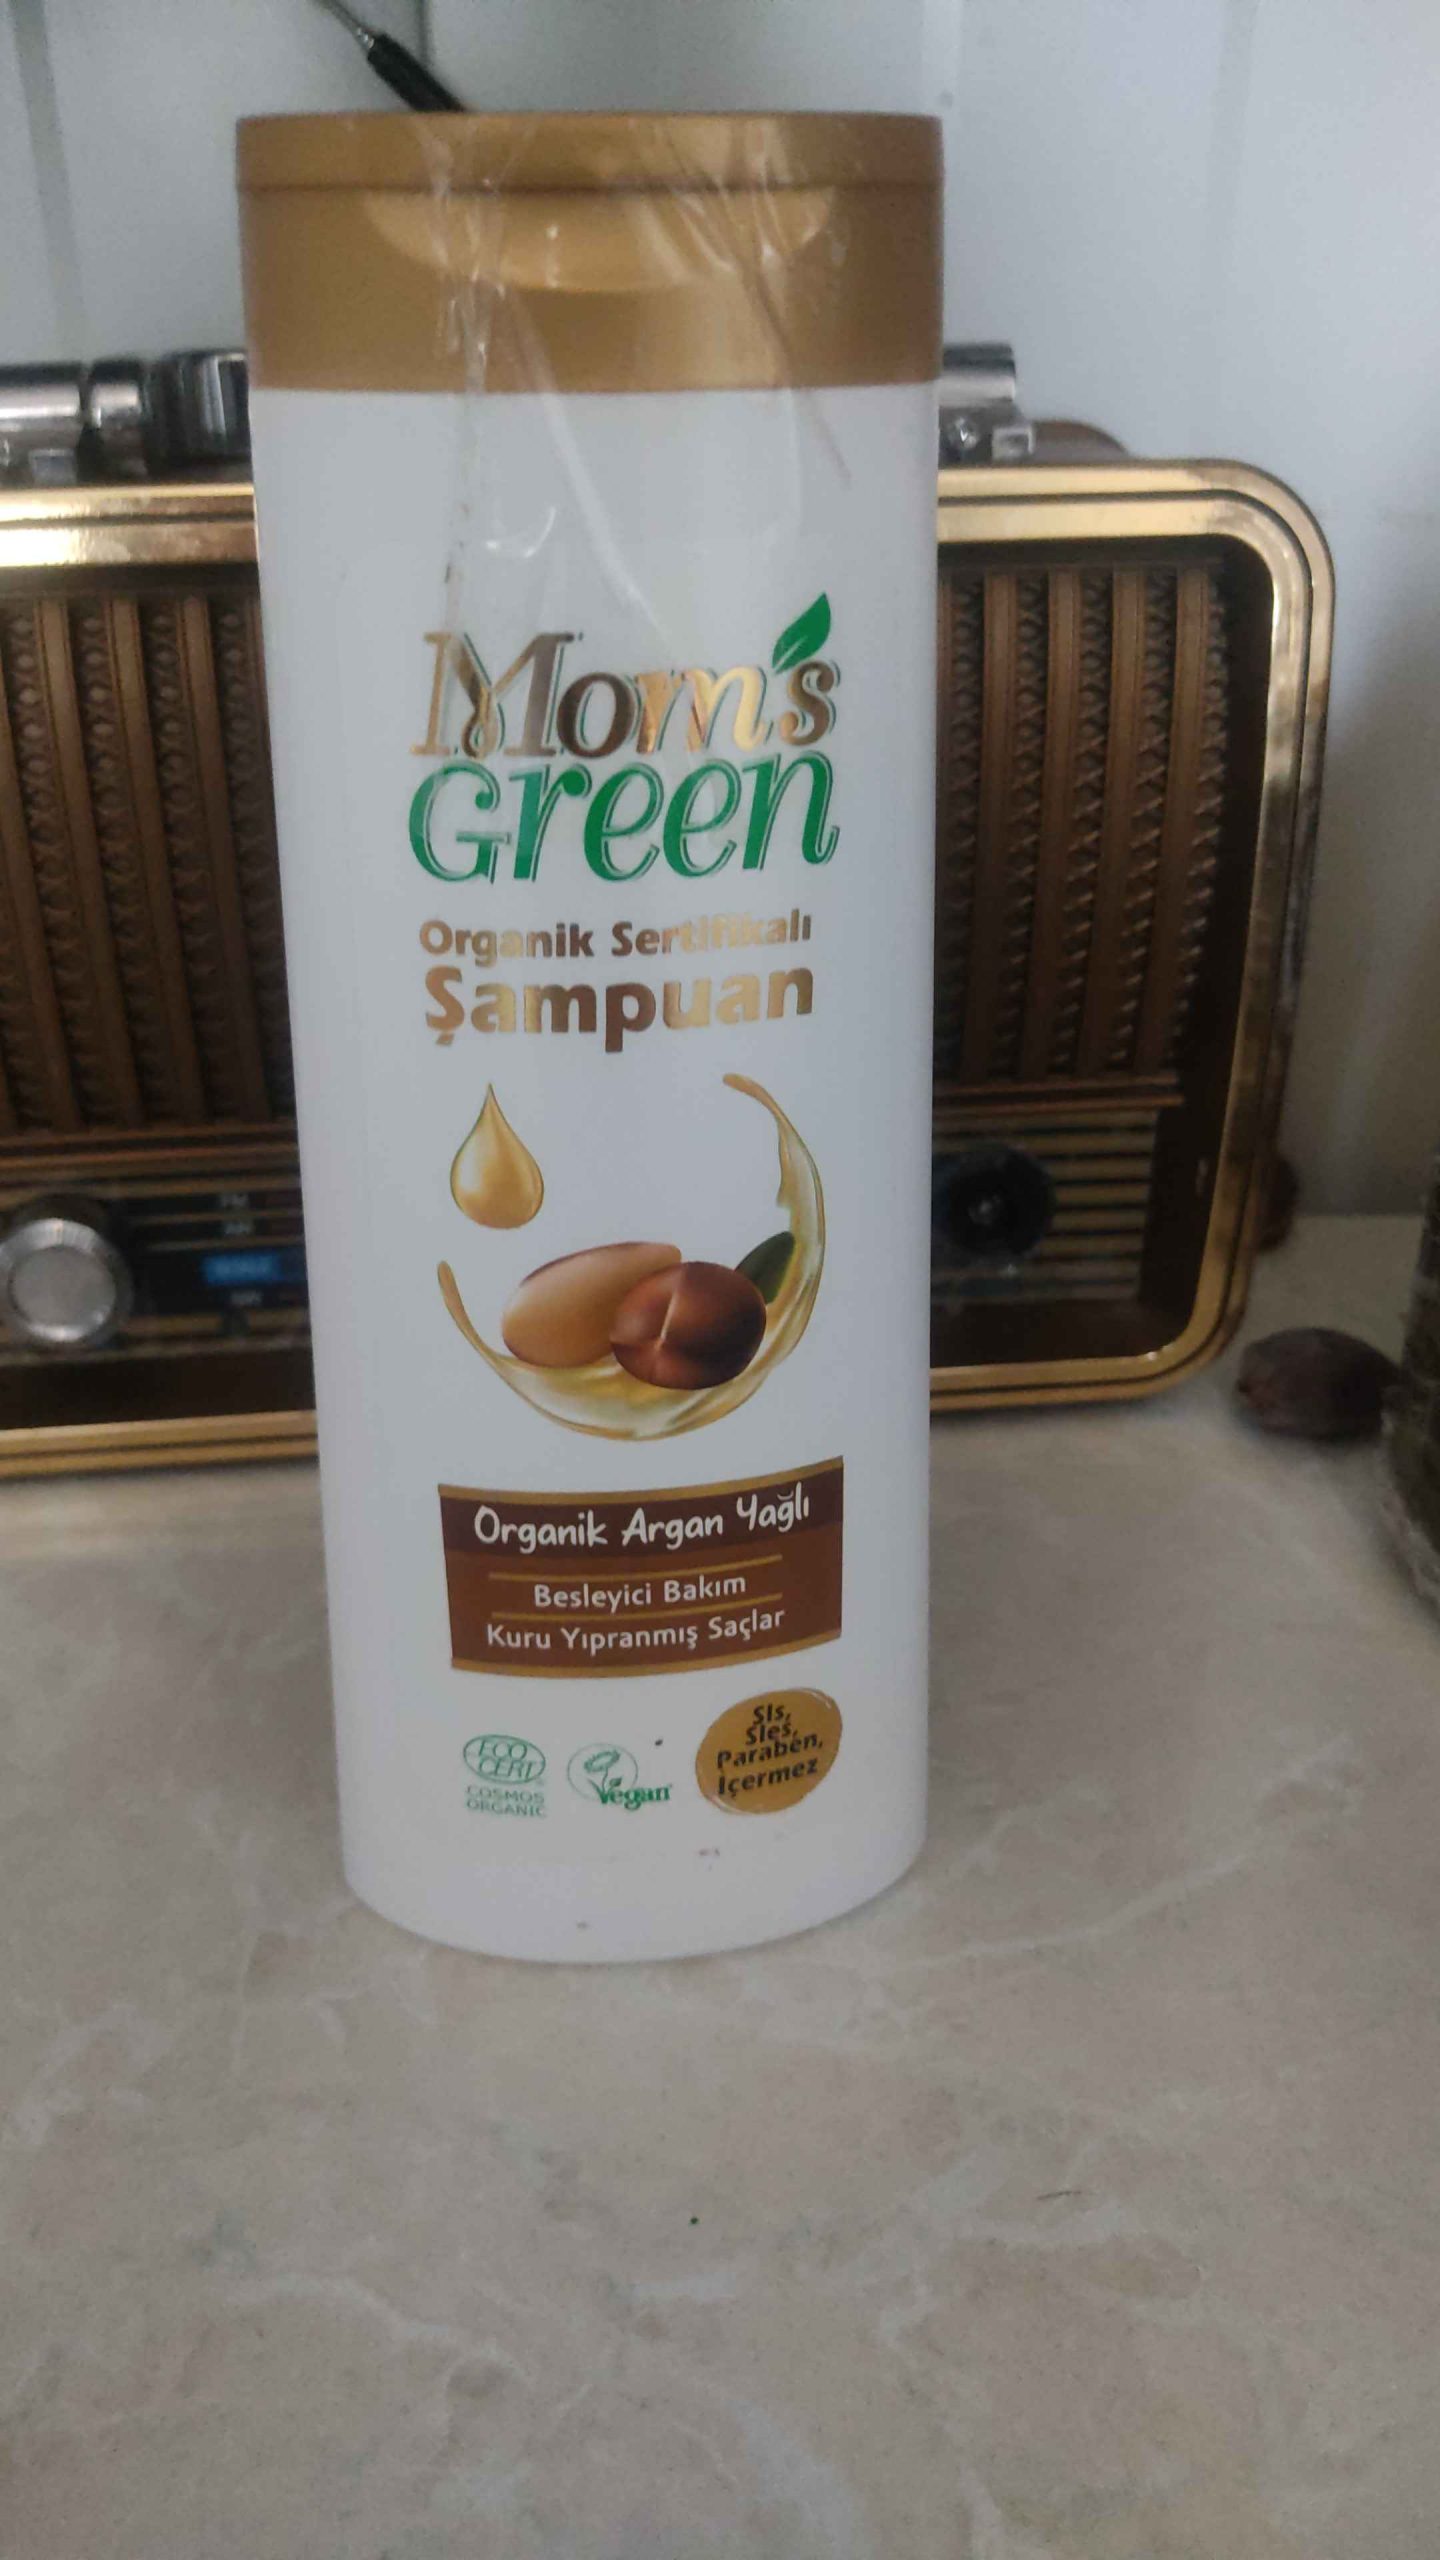 Mom's
Green
Organik Sertifikalı
Şampuan
Organik Argan Yağlı
Besleyici Bakım
Kuru Yıpranmış Saçlar
ECO
CERT
COSMOS
ORGANIC
Vegan
Sls,
Sles,
Paraben,
İçermez